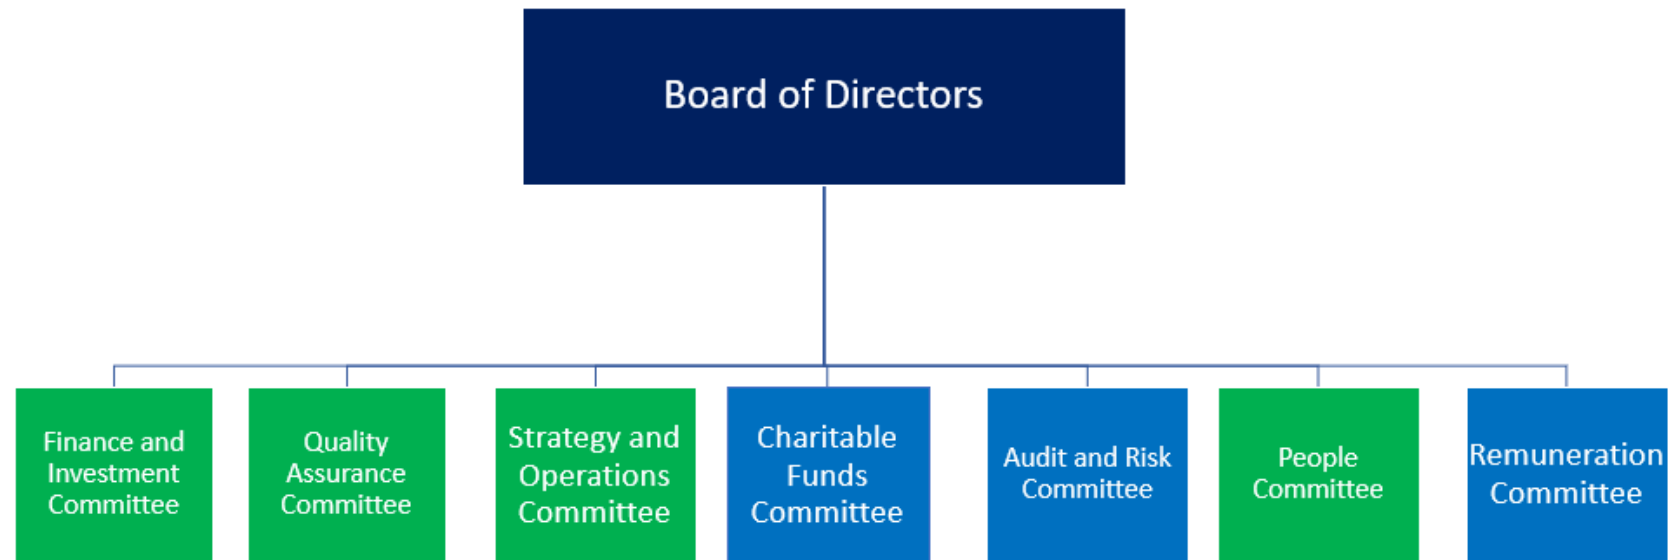 Board of Directors
Finance and
Investment
Committee
Quality
Assurance
Committee
Strategy and
Operations
Committee
Charitable
Funds
Committee
Audit and Risk
Committee
People
Committee
Remuneration
Committee